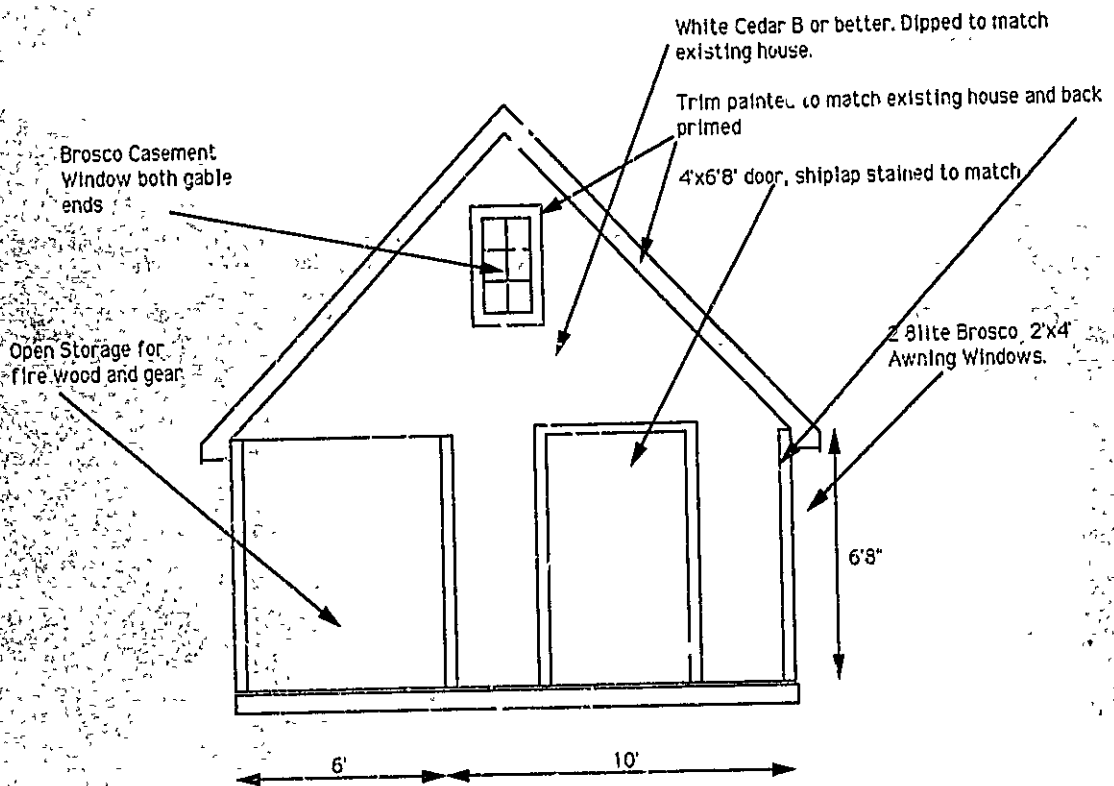 White Cedar B or better. Dipped to match
existing house.
Trim painted to match existing house and back
primed
4'x6'8' door, shiplap stained to match
Brosco Casement
Window both gable
ends
Open Storage for
fire wood and gear
2 8lite Brosco 2'x4'
Awning Windows.
6'8"
6'
10'